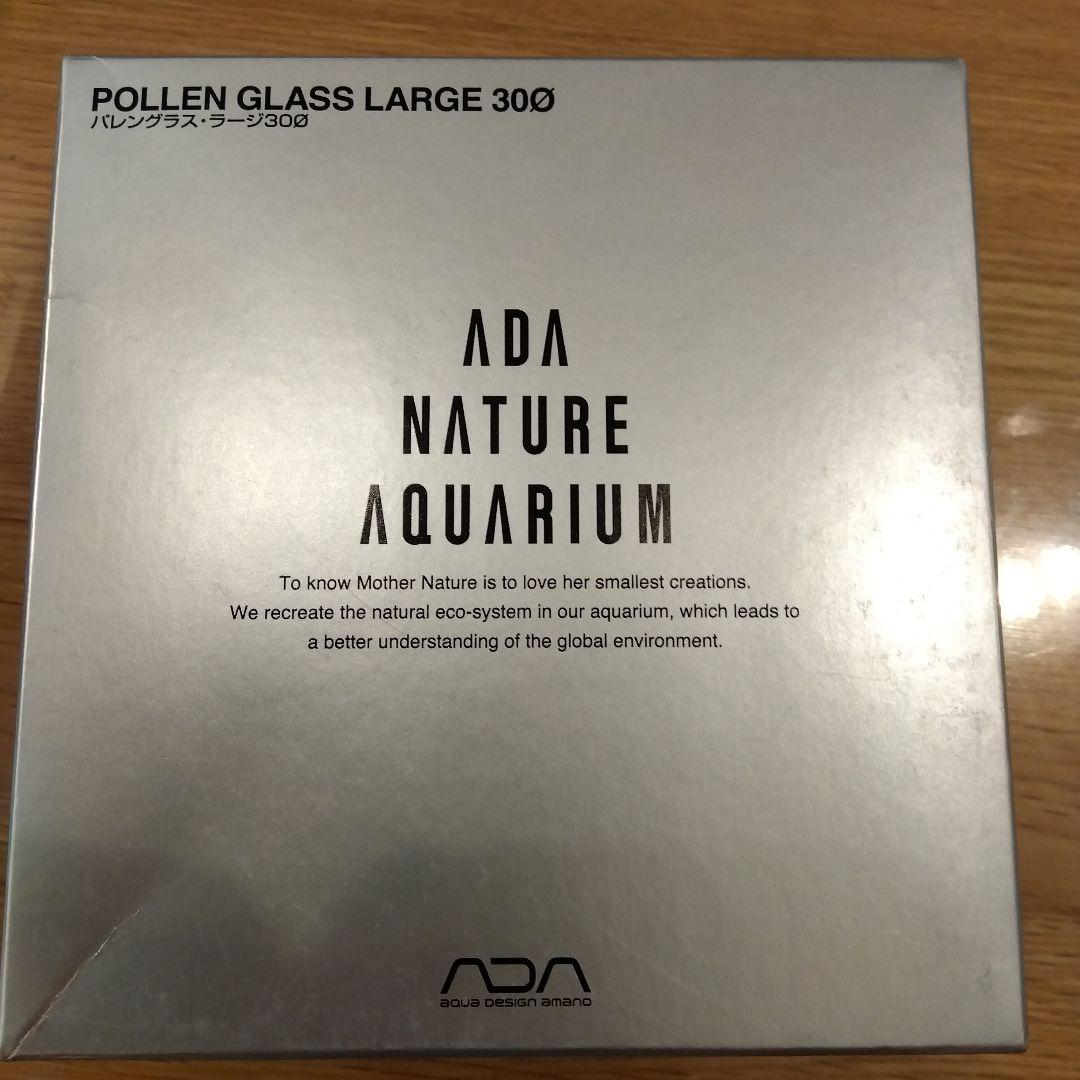 POLLEN GLASS LARGE 30Ø
パレングラス・ラージ30Ø
ADA
NATURE
AQUARIUM
To know Mother Nature is to love her smallest creations.
We recreate the natural eco-system in our aquarium, which leads to
a better understanding of the global environment.
ADA
aqua design amano